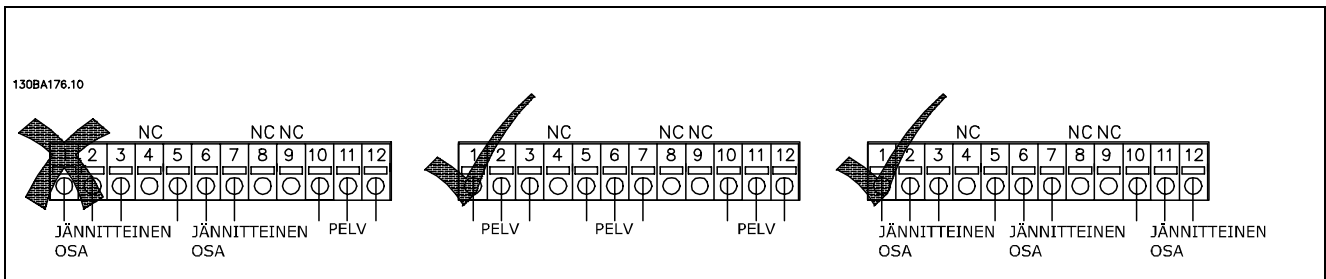 130BA176.10
NC NC NC
2 3 4 5 6 7 8 9 10 11 12
JÄNNITTEINEN OSA
JÄNNITTEINEN OSA
PELV
NC NC NC
1 2 3 4 5 6 7 8 9 10 11 12
PELV PELV PELV
NC NC NC
1 2 3 4 5 6 7 8 9 10 11 12
JÄNNITTEINEN OSA
JÄNNITTEINEN OSA
JÄNNITTEINEN OSA